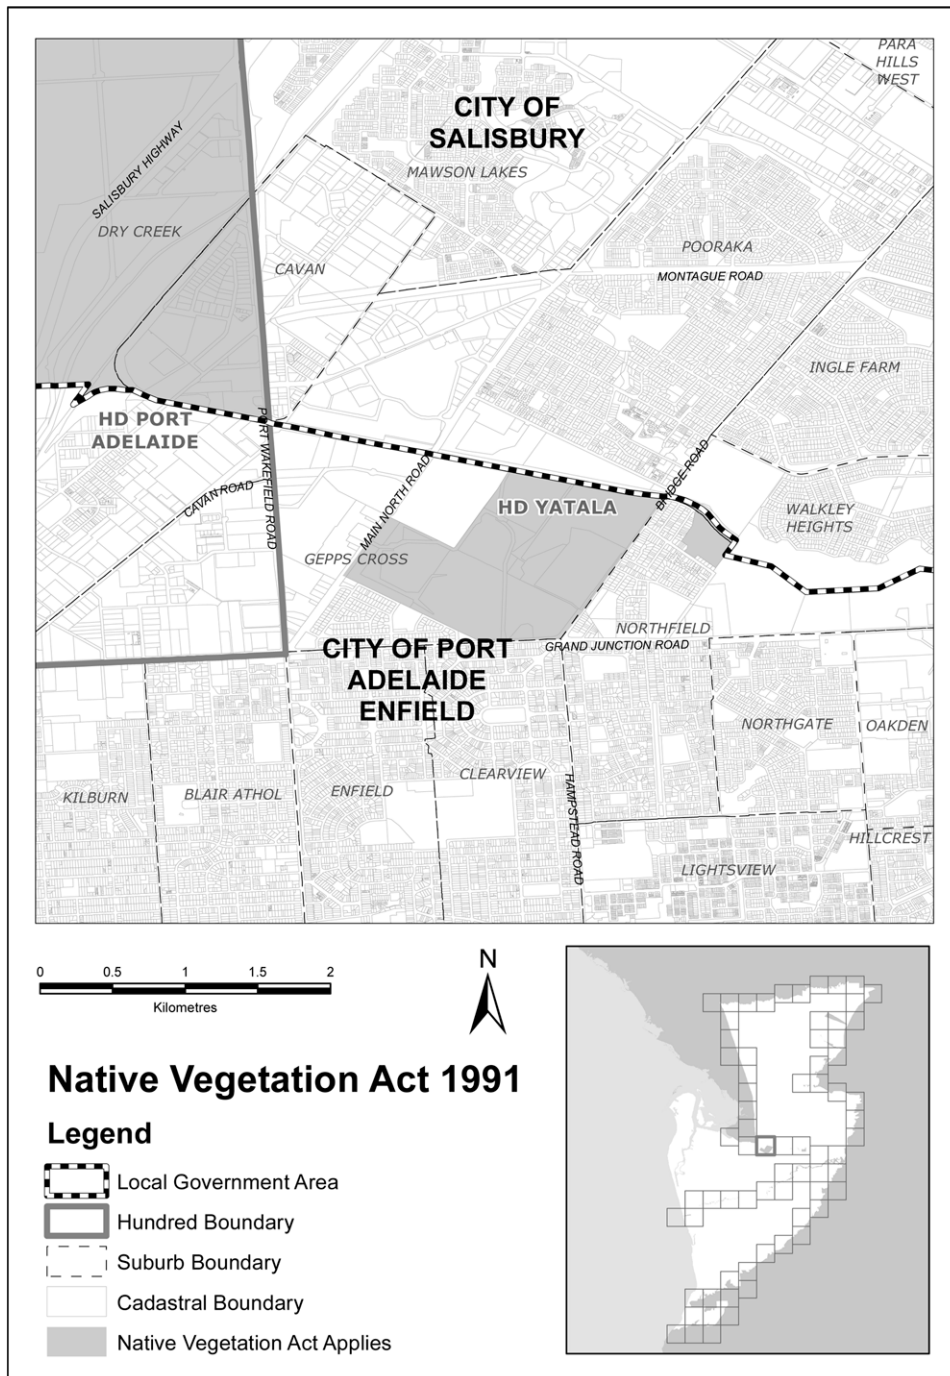 PARA
HILLS
WEST
CITY OF
SALISBURY
MAWSON LAKES
SALISBURY HIGHWAY
DRY CREEK
POORAKA
CAVAN
MONTAGUE ROAD
INGLE FARM
HD PORT
ADELAIDE
PORT WAKEFIELD ROAD
CAVAN ROAD
MAIN NORTH ROAD
BRIDGE ROAD
HD YATALA
WALKLEY
HEIGHTS
GEPPS CROSS
NORTHFIELD
GRAND JUNCTION ROAD
CITY OF PORT
ADELAIDE
ENFIELD
NORTHGATE
OAKDEN
CLEARVIEW
KILBURN
BLAIR ATHOL
ENFIELD
HAMPSTEAD ROAD
HILLCREST
LIGHTSVIEW
0 0.5 1 1.5 2
Kilometres
N
Native Vegetation Act 1991
Legend
Local Government Area
Hundred Boundary
Suburb Boundary
Cadastral Boundary
Native Vegetation Act Applies